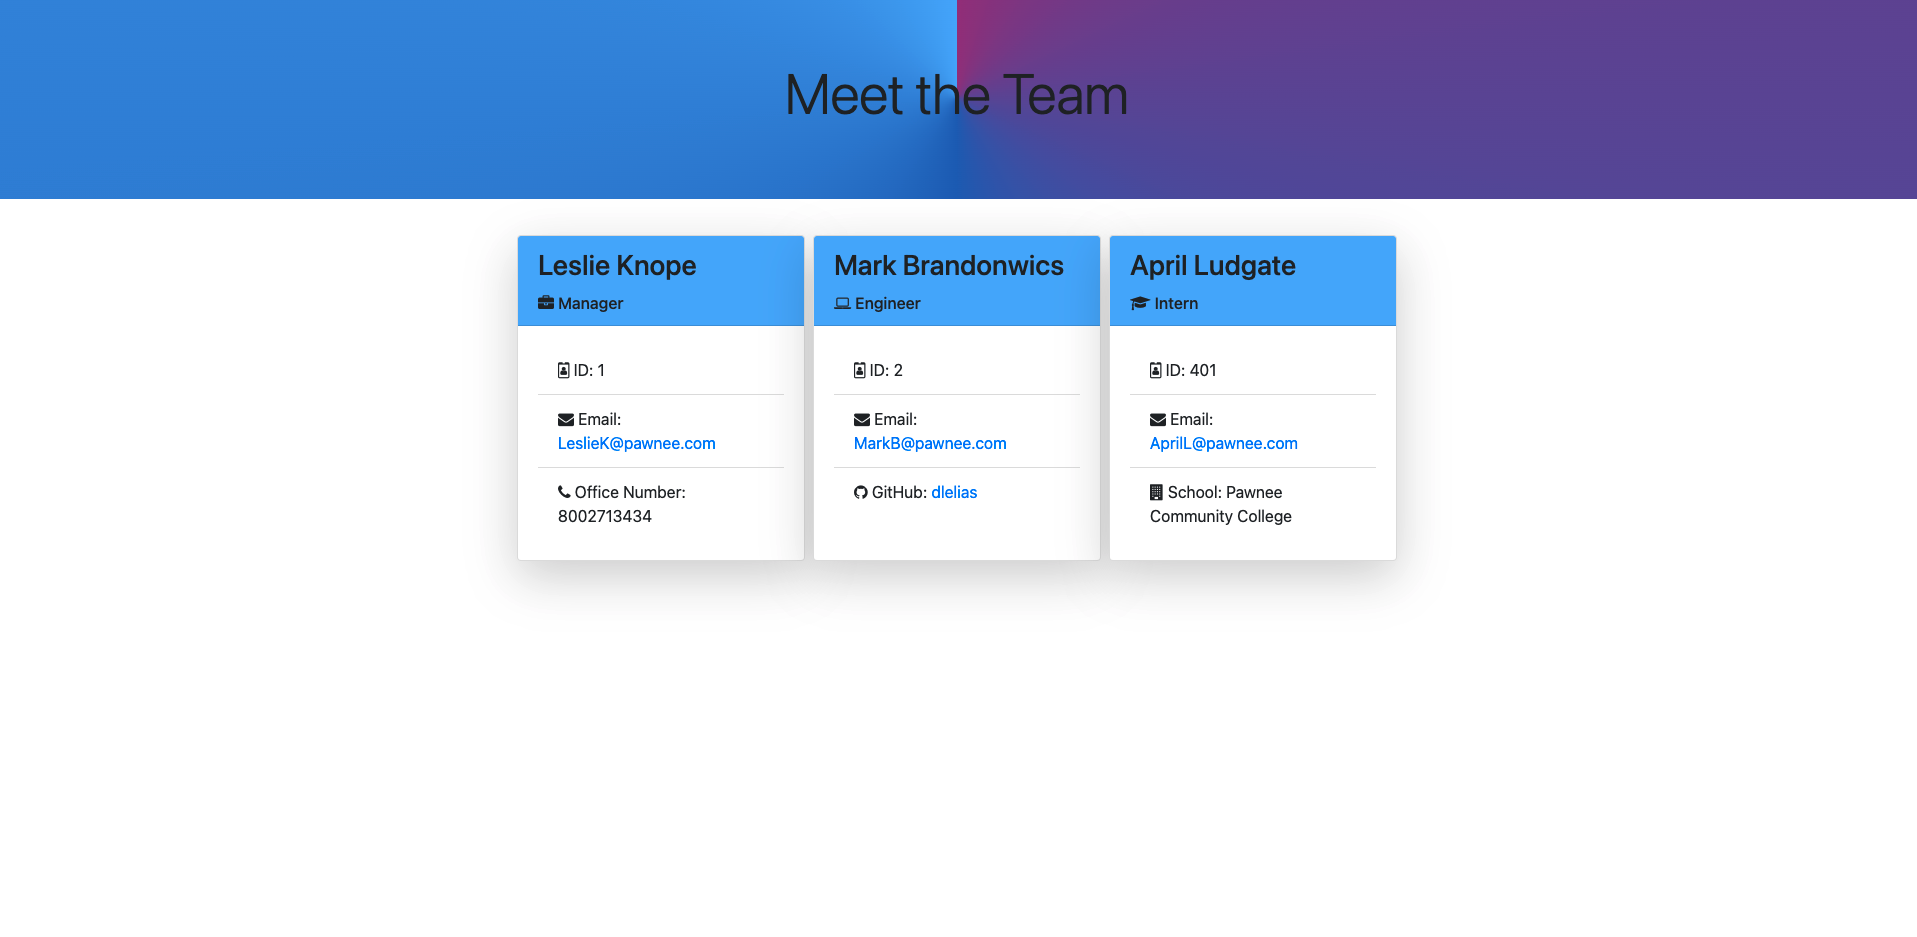 Meet the Team
Leslie Knope
Manager
ID: 1
Email:
LeslieK@pawnee.com
Office Number:
8002713434
Mark Brandonwics
Engineer
ID: 2
Email:
MarkB@pawnee.com
GitHub: dlelias
April Ludgate
Intern
ID: 401
Email:
AprilL@pawnee.com
School: Pawnee
Community College